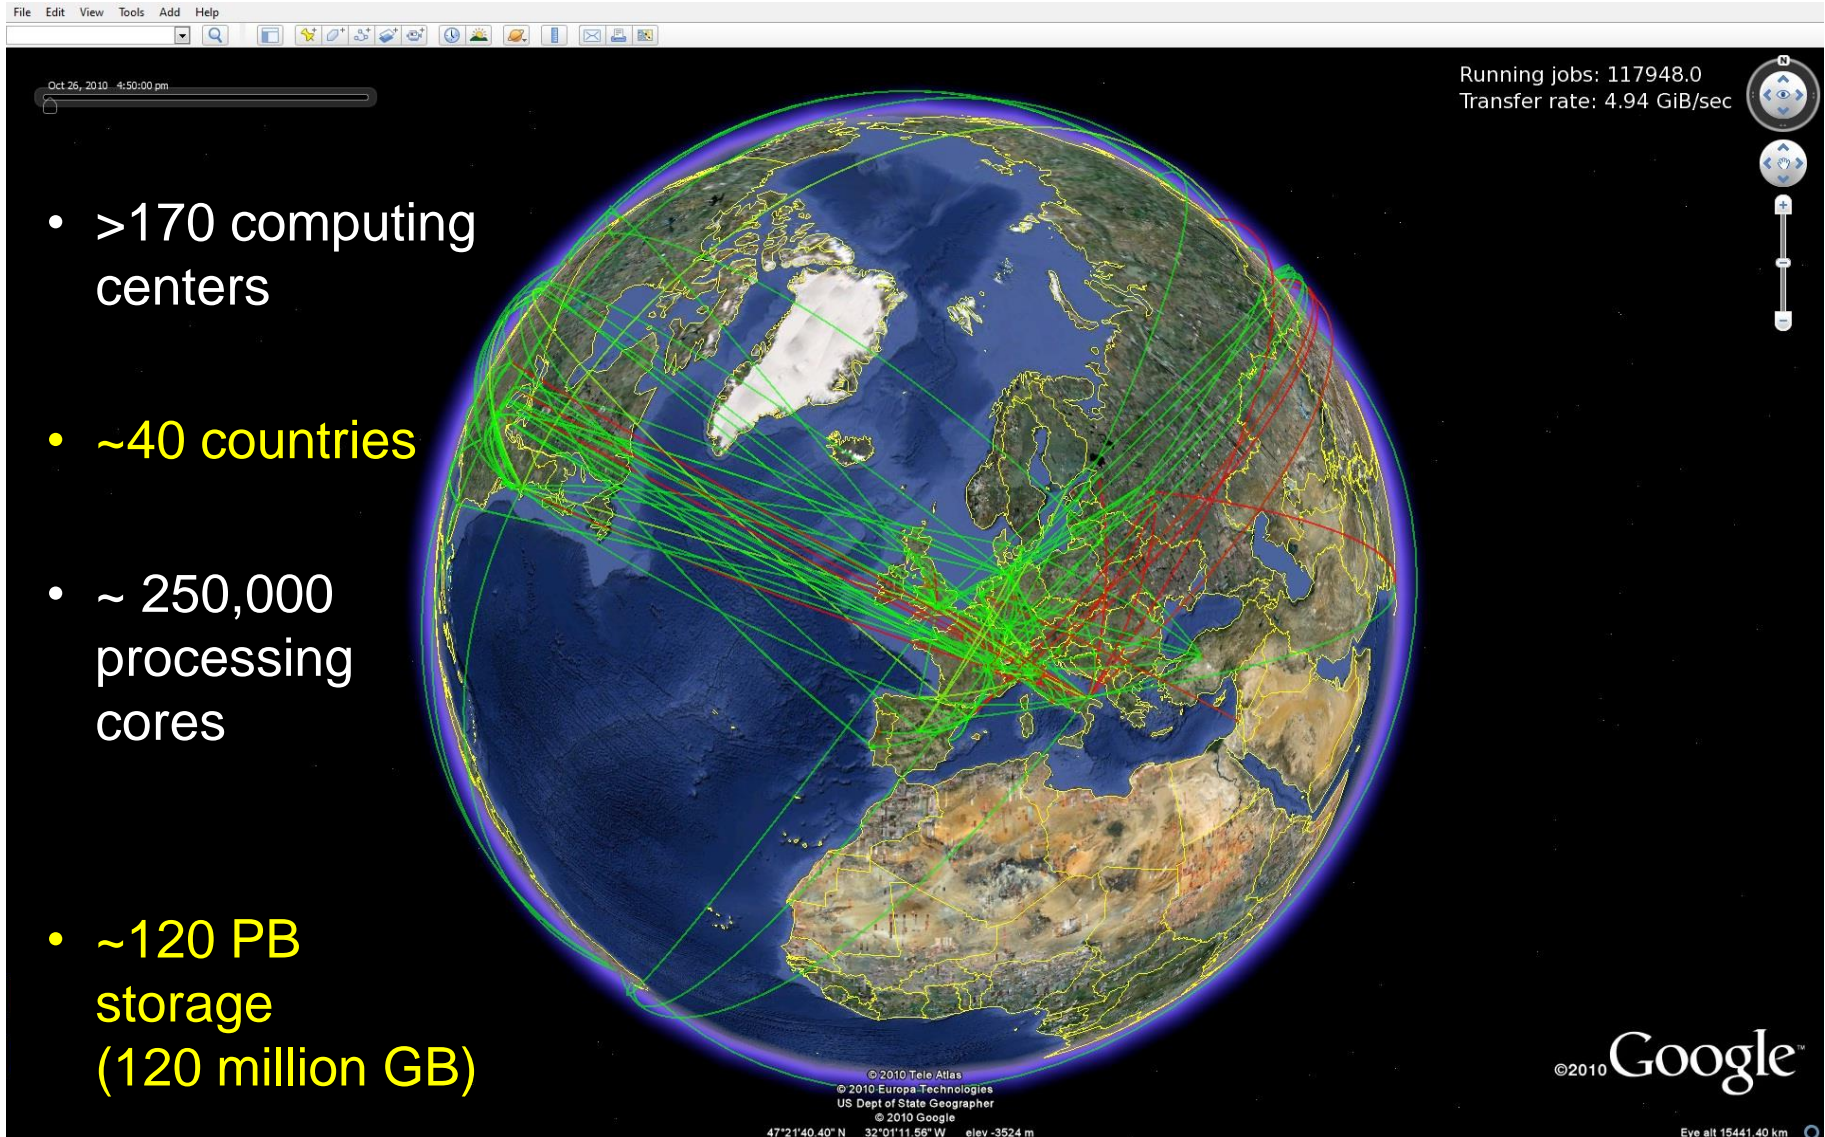 File Edit View Tools Add Help
Oct 26, 2010 4:50:00 pm
Running jobs: 117948.0
Transfer rate: 4.94 GiB/sec
N
• >170 computing
centers
• ~40 countries
• ~ 250,000
processing
cores
• ~120 PB
storage
(120 million GB)
© 2010 Tele Atlas
© 2010 Europa Technologies
US Dept of State Geographer
© 2010 Google
©2010 Google™
47°21'40.40" N 32°01'11.56" W elev -3524 m
Eye alt 15441.40 km